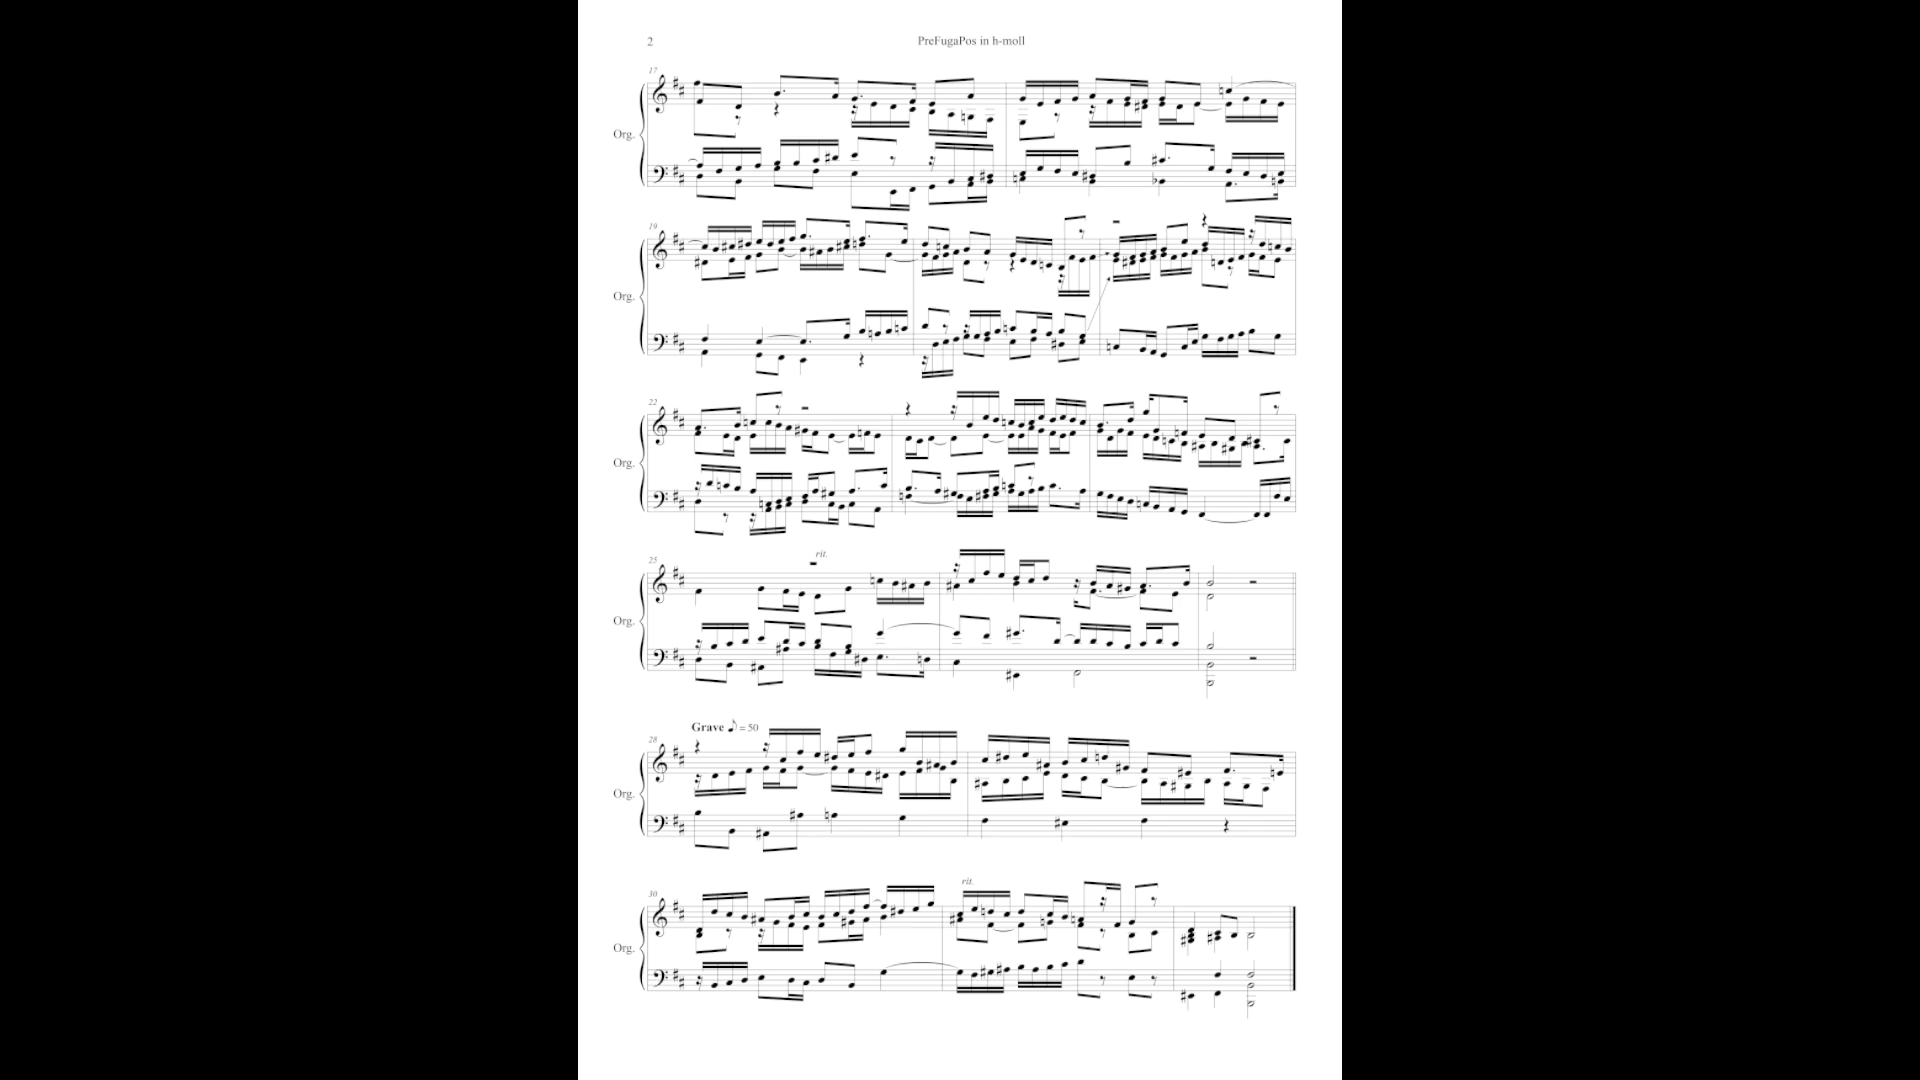 2
PreFugaPos in h-moll
17
Org.
19
Org.
22
Org.
25
rit.
Org.
Grave ♪ = 50
28
Org.
30
rit.
Org.